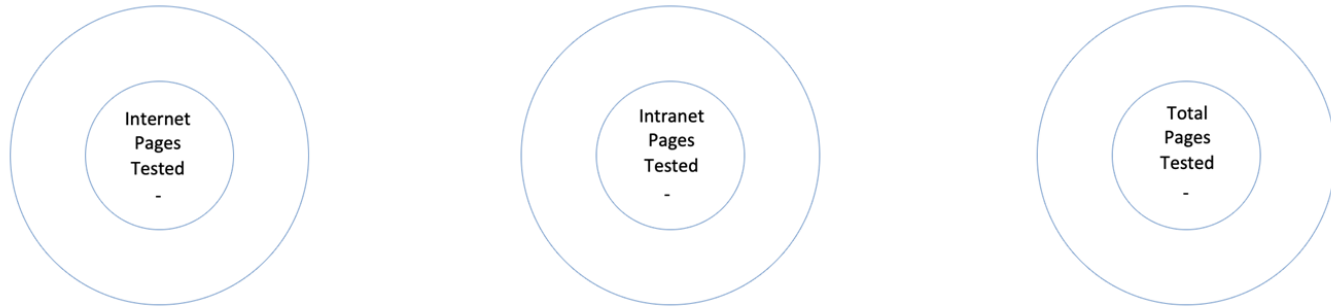 Internet
Pages
Tested
-
Intranet
Pages
Tested
-
Total
Pages
Tested
-